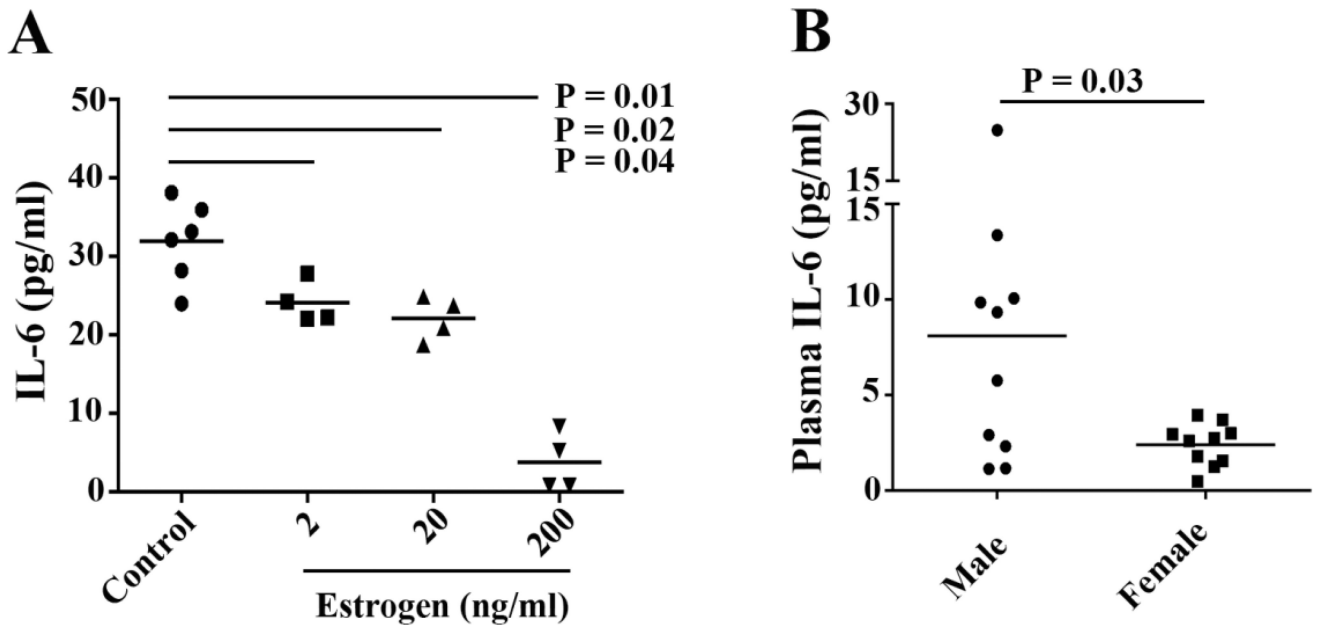 A
IL-6 (pg/ml)
50
40
30
20
10
0
P = 0.01
P = 0.02
P = 0.04
Control
2
20
200
Estrogen (ng/ml)
B
Plasma IL-6 (pg/ml)
30
15
15
10
5
0
P = 0.03
Male
Female